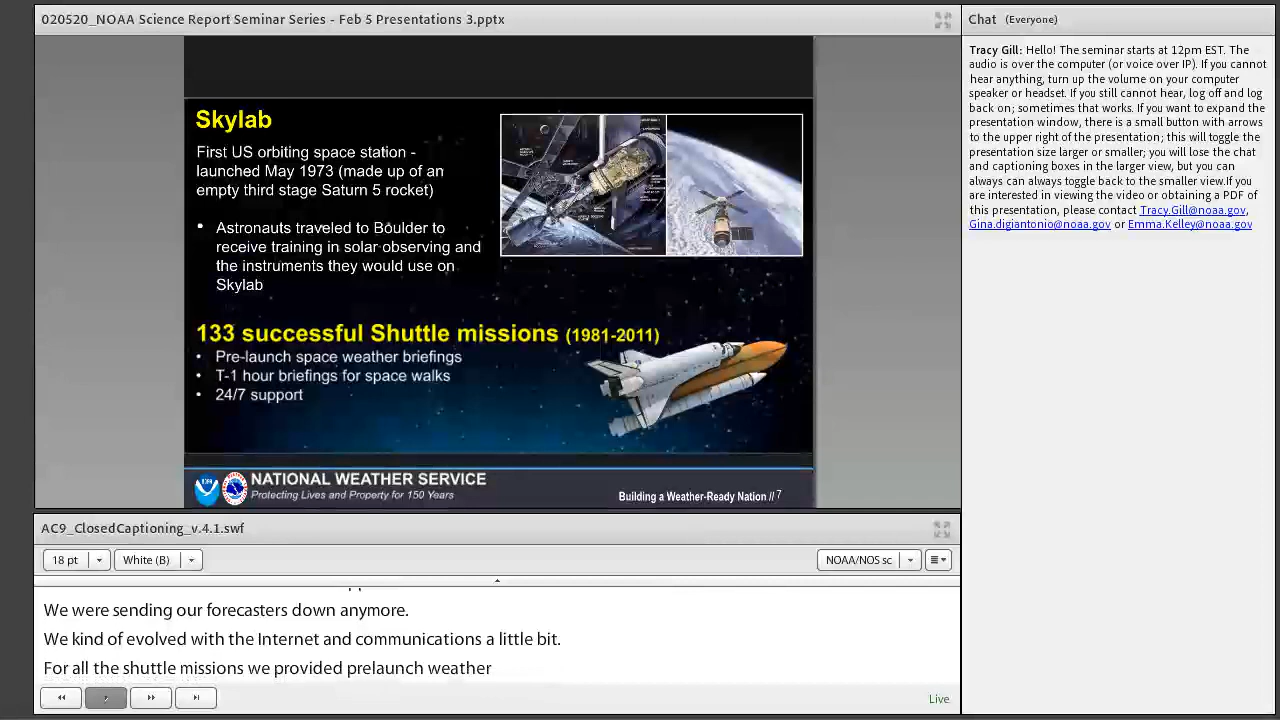 020520_NOAA Science Report Seminar Series - Feb 5 Presentations 3.pptx
Skylab
First US orbiting space station -
launched May 1973 (made up of an
empty third stage Saturn 5 rocket)
• Astronauts traveled to Boulder to
receive training in solar observing and
the instruments they would use on
Skylab
133 successful Shuttle missions (1981-2011)
• Pre-launch space weather briefings
• T-1 hour briefings for space walks
• 24/7 support
NATIONAL WEATHER SERVICE
Protecting Lives and Property for 150 Years
Building a Weather-Ready Nation // 7
AC9_ClosedCaptioning_v.4.1.swf
18 pt
White (B)
NOAA/NOS sc
We were sending our forecasters down anymore.
We kind of evolved with the Internet and communications a little bit.
For all the shuttle missions we provided prelaunch weather
Live
Chat (Everyone)
Tracy Gill: Hello! The seminar starts at 12pm EST. The
audio is over the computer (or voice over IP). If you cannot
hear anything, turn up the volume on your computer
speaker or headset. If you still cannot hear, log off and log
back on; sometimes that works. If you want to expand the
presentation window, there is a small button with arrows
to the upper right of the presentation; this will toggle the
presentation size larger or smaller; you will lose the chat
and captioning boxes in the larger view, but you can
always can always toggle back to the smaller view.If you
are interested in viewing the video or obtaining a PDF of
this presentation, please contact Tracy.Gill@noaa.gov,
Gina.digiantonio@noaa.gov or Emma.Kelley@noaa.gov